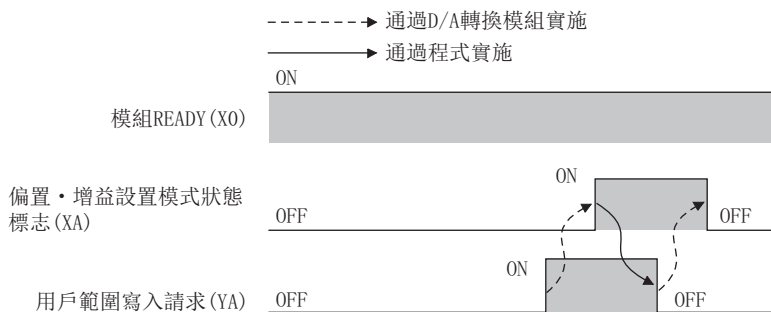 通過D/A轉換模組實施
通過程式實施
ON
模組READY(X0)
ON
偏置・增益設置模式狀態
標志(XA)
OFF
OFF
ON
用戶範圍寫入請求(YA)
OFF
OFF